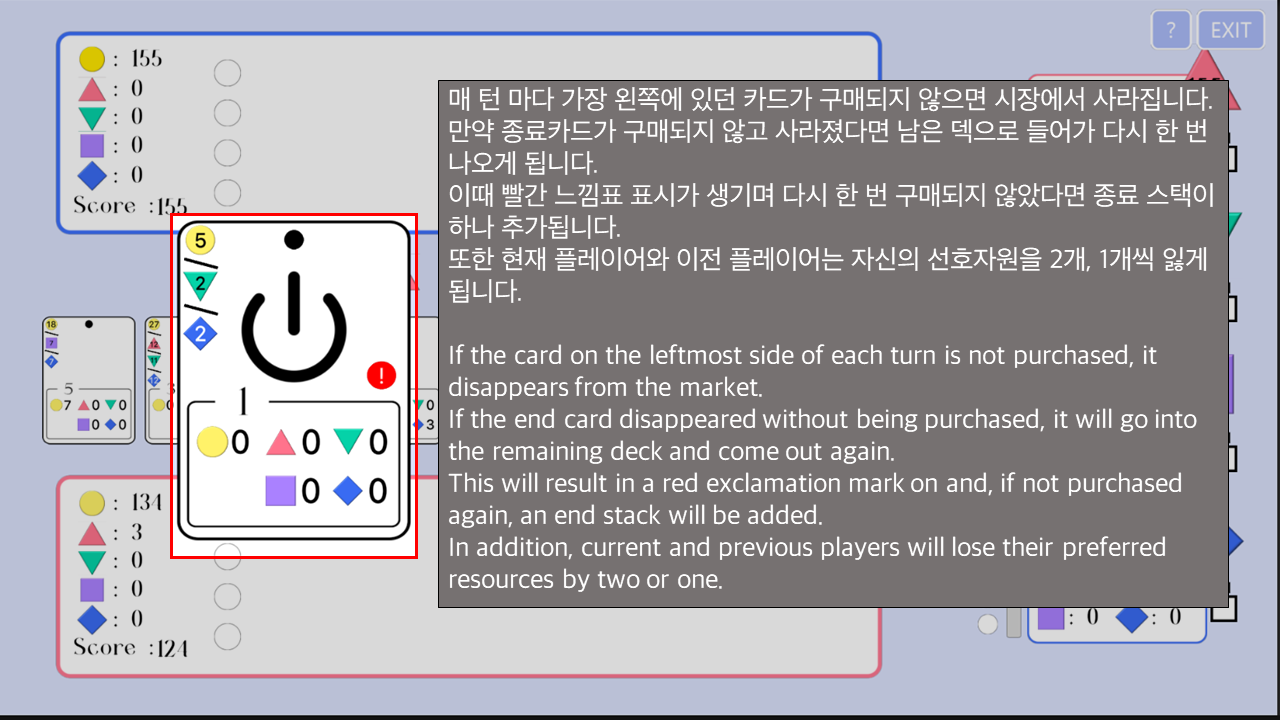 ? EXIT
: 155
: 0
: 0
: 0
: 0
Score :155
매 턴 마다 가장 왼쪽에 있던 카드가 구매되지 않으면 시장에서 사라집니다.
만약 종료카드가 구매되지 않고 사라졌다면 남은 덱으로 들어가 다시 한 번
나오게 됩니다.
이때 빨간 느낌표 표시가 생기며 다시 한 번 구매되지 않았다면 종료 스택이
하나 추가됩니다.
또한 현재 플레이어와 이전 플레이어는 자신의 선호자원을 2개, 1개씩 잃게
됩니다.
If the card on the leftmost side of each turn is not purchased, it
disappears from the market.
If the end card disappeared without being purchased, it will go into
the remaining deck and come out again.
This will result in a red exclamation mark on and, if not purchased
again, an end stack will be added.
In addition, current and previous players will lose their preferred
resources by two or one.
5
2
2
!
1
0 0 0
0 0
18
7
7
5
7 0 0
0 0
27
12
0
3
: 134
: 3
: 0
: 0
: 0
Score :124
: 0 : 0